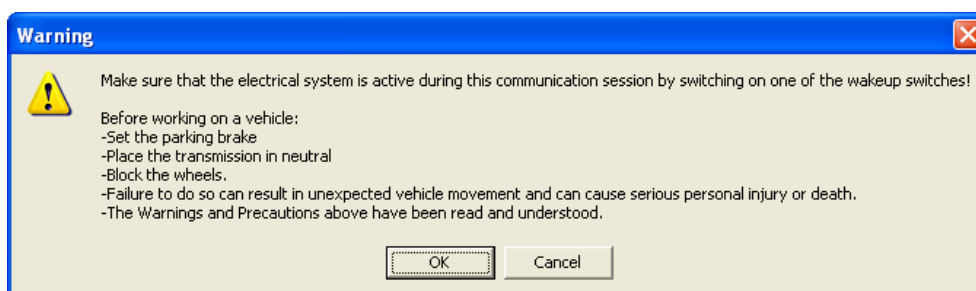 Warning
Make sure that the electrical system is active during this communication session by switching on one of the wakeup switches!
Before working on a vehicle:
-Set the parking brake
-Place the transmission in neutral
-Block the wheels.
-Failure to do so can result in unexpected vehicle movement and can cause serious personal injury or death.
-The Warnings and Precautions above have been read and understood.
OK
Cancel